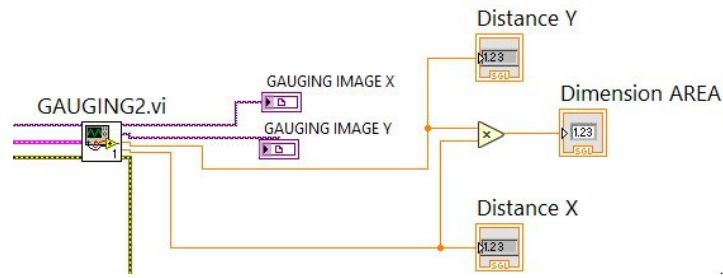 Distance Y
1.23
SGL
GAUGING IMAGE X
Dimension AREA
GAUGING2.vi
GAUGING IMAGE Y
1.23
SGL
1
Distance X
1.23
SGL